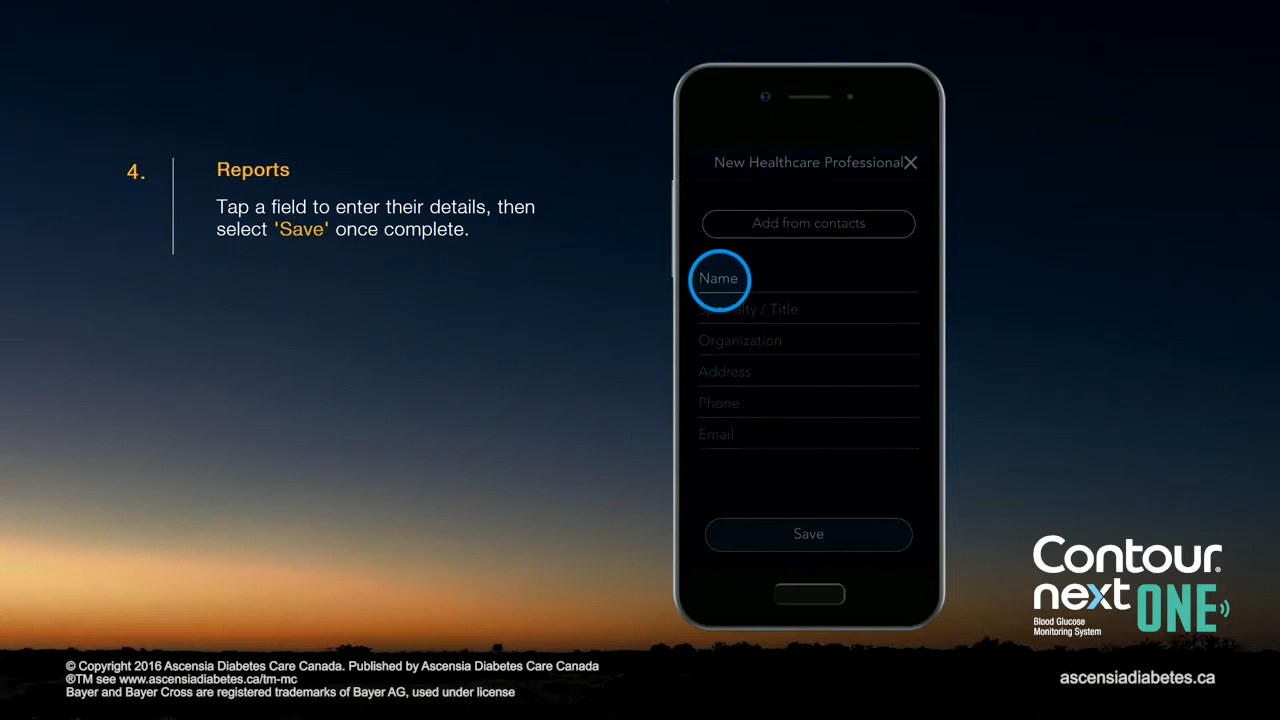 4.
Reports
Tap a field to enter their details, then
select 'Save' once complete.
New Healthcare Professional
Add from contacts
Name
Specialty / Title
Organization
Address
Phone
Email
Save
Contour®
next ONE
Blood Glucose
Monitoring System
© Copyright 2016 Ascensia Diabetes Care Canada. Published by Ascensia Diabetes Care Canada
®TM see www.ascensiadiabetes.ca/tm-mc
Bayer and Bayer Cross are registered trademarks of Bayer AG, used under license
ascensiadiabetes.ca